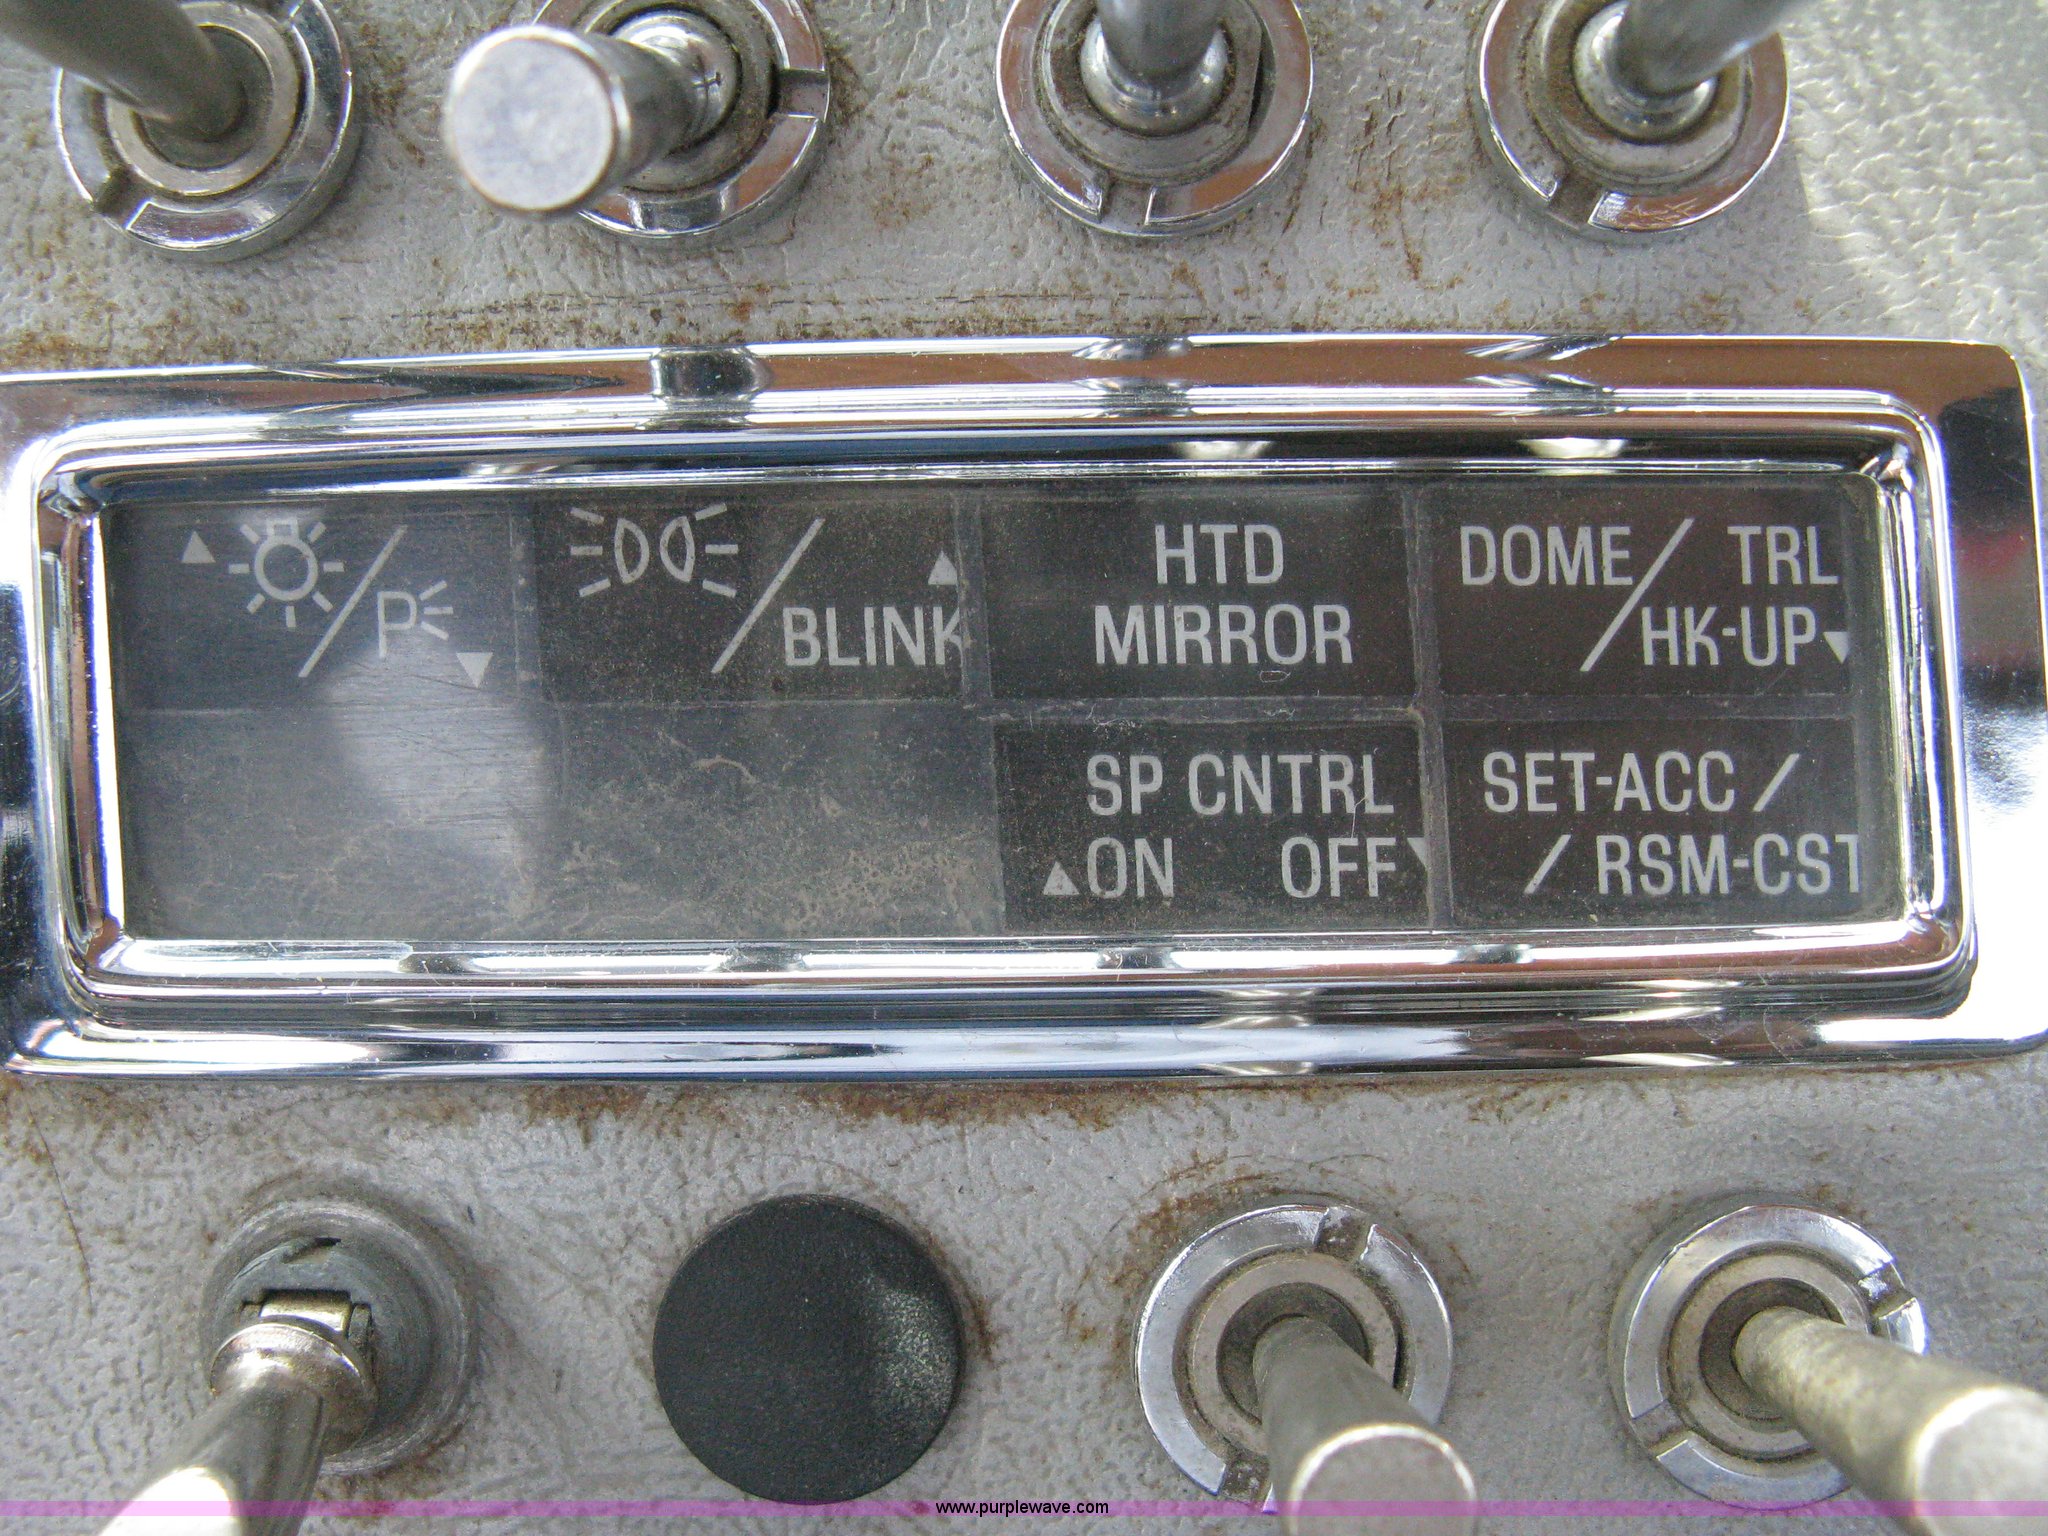 P
/ BLINK
HTD
MIRROR
DOME / TRL
HK-UP
SP CNTRL
ON OFF
SET-ACC /
/ RSM-CST
www.purplewave.com